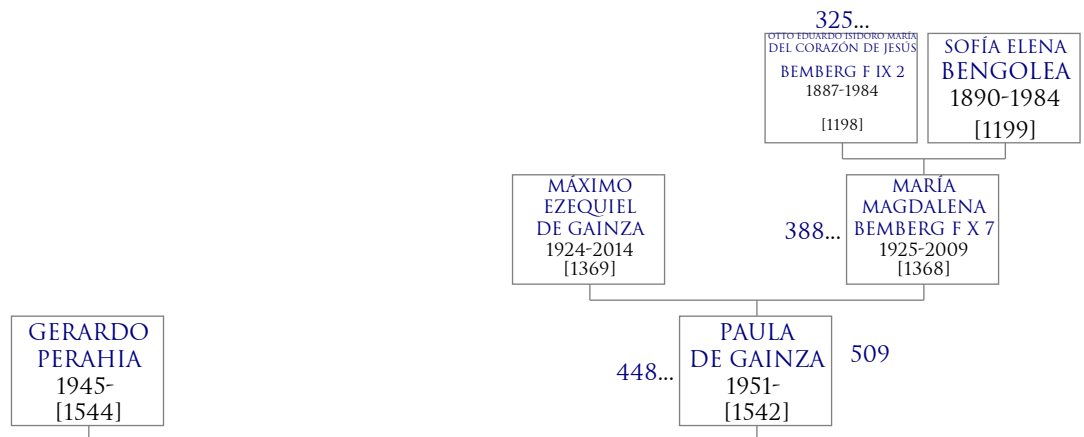 325...
OTTO EDUARDO ISIDORO MARÍA
DEL CORAZÓN DE JESÚS
BEMBERG F IX 2
1887-1984
[1198]
SOFÍA ELENA
BENGOLEA
1890-1984
[1199]
MÁXIMO
EZEQUIEL
DE GAINZA
1924-2014
[1369]
388...
MARÍA
MAGDALENA
BEMBERG F X 7
1925-2009
[1368]
GERARDO
PERAHIA
1945-
[1544]
448...
PAULA
DE GAINZA
1951-
[1542]
509